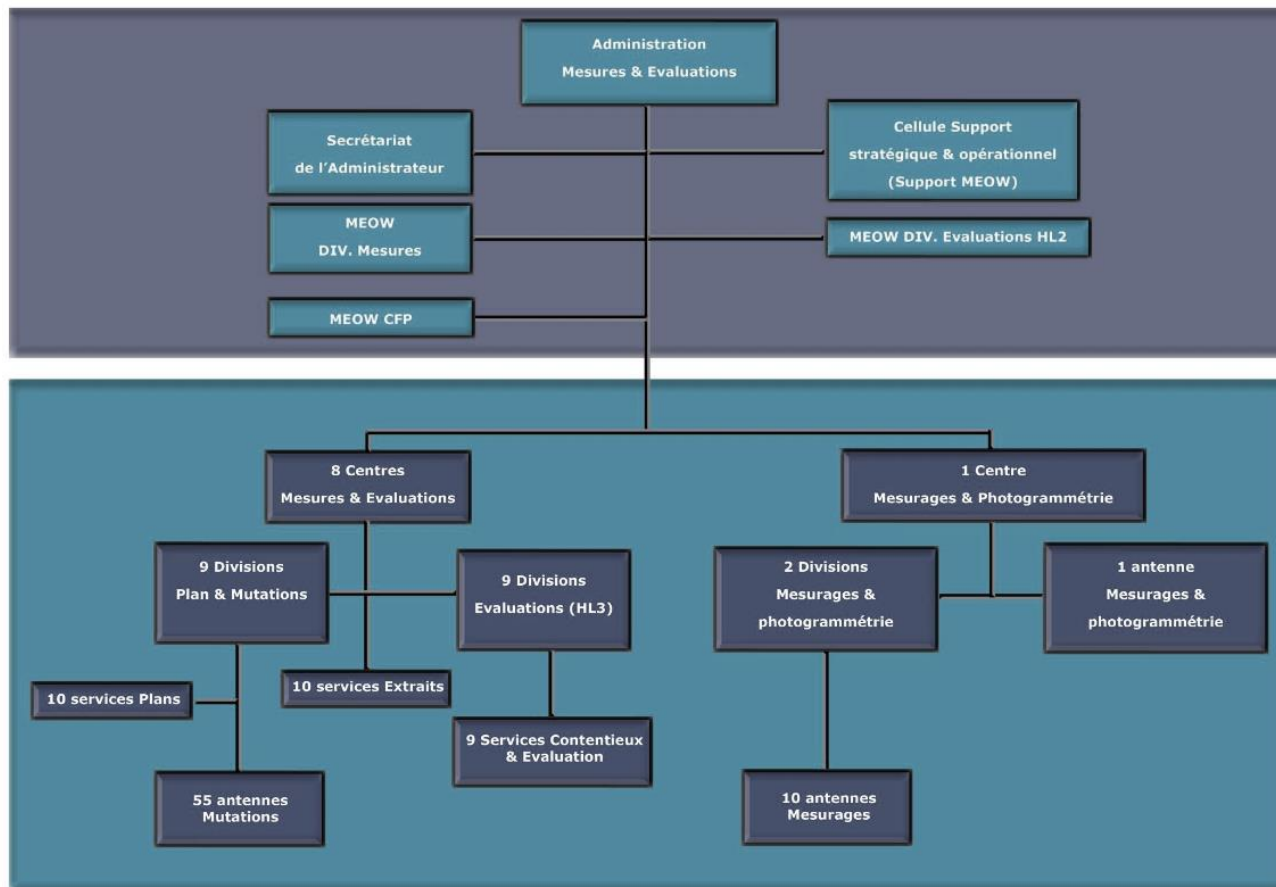 Administration
Mesures & Evaluations
Secrétariat
de l'Administrateur
Cellule Support
stratégique & opérationnel
(Support MEOW)
MEOW
DIV. Mesures
MEOW DIV. Evaluations HL2
MEOW CFP
8 Centres
Mesures & Evaluations
1 Centre
Mesurages & Photogrammétrie
9 Divisions
Plan & Mutations
9 Divisions
Evaluations (HL3)
2 Divisions
Mesurages &
photogrammétrie
1 antenne
Mesurages &
photogrammétrie
10 services Plans
10 services Extraits
9 Services Contentieux
& Evaluation
55 antennes
Mutations
10 antennes
Mesurages